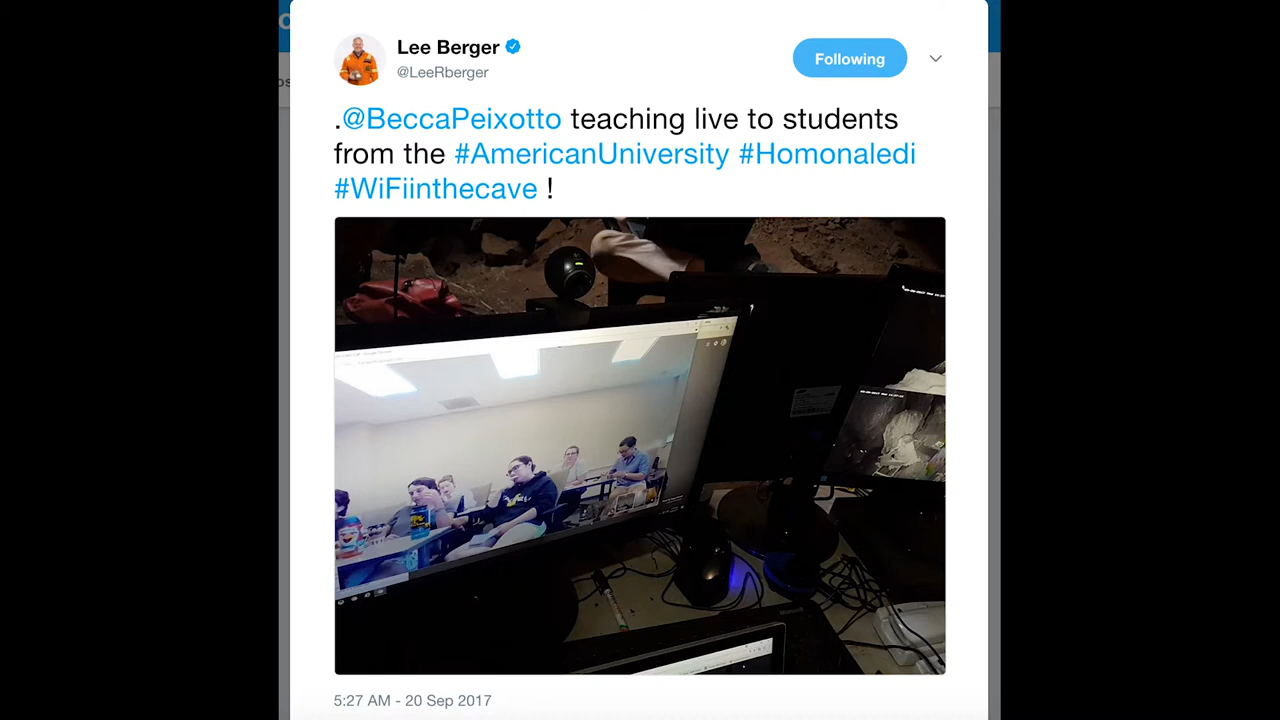 Lee Berger
@LeeRberger
Following
.@BeccaPeixotto teaching live to students
from the #AmericanUniversity #Homonaledi
#WiFiinthecave !
5:27 AM - 20 Sep 2017